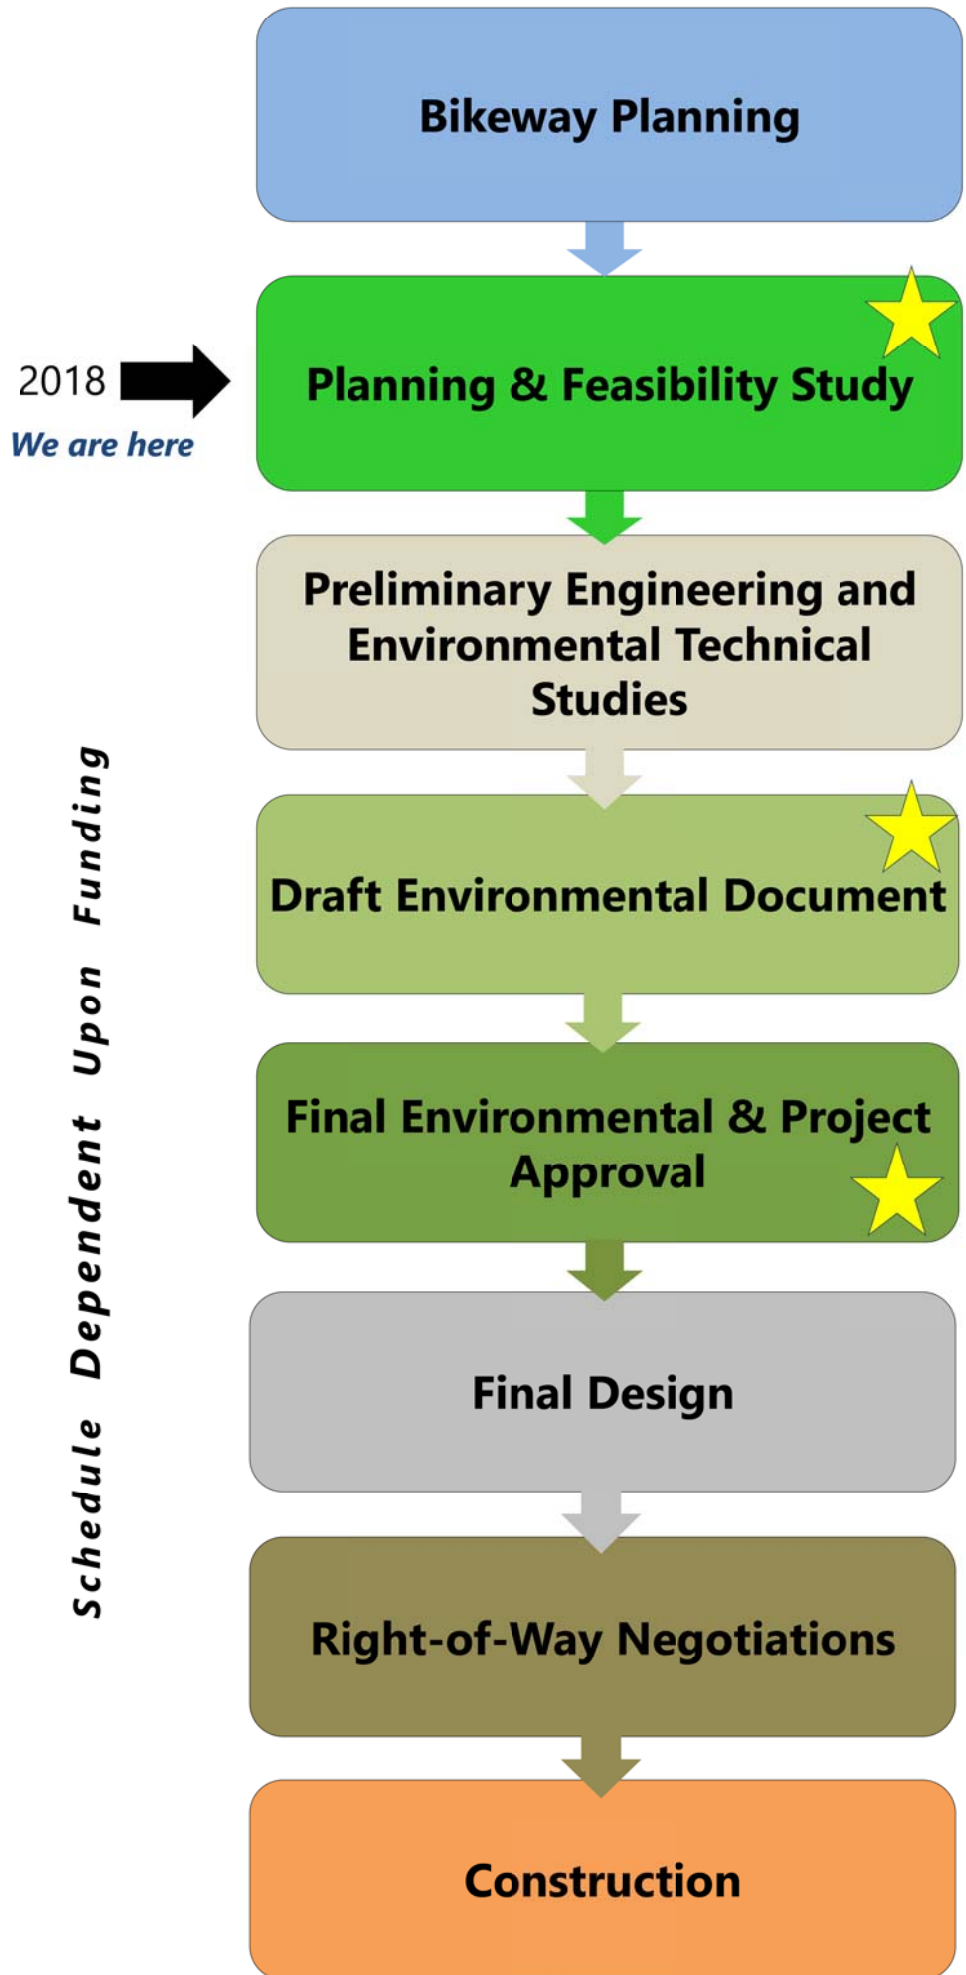 Bikeway Planning
2018
We are here
Planning & Feasibility Study
Preliminary Engineering and
Environmental Technical
Studies
Draft Environmental Document
Final Environmental & Project
Approval
Final Design
Right-of-Way Negotiations
Construction
Schedule Dependent Upon Funding